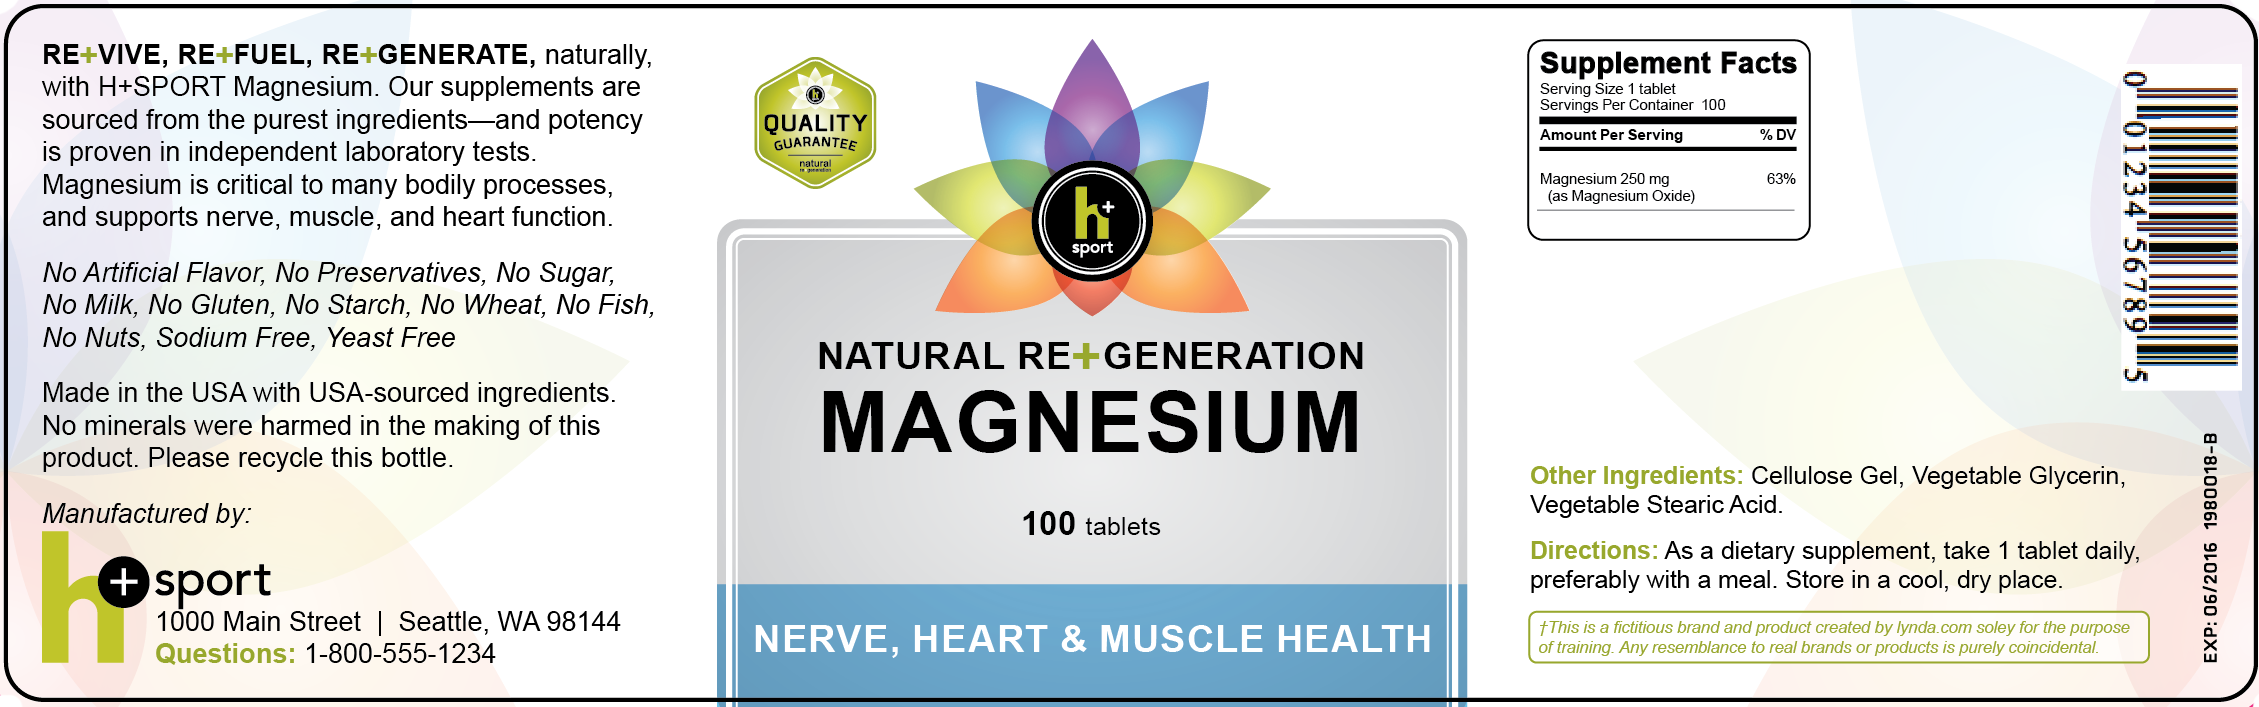 RE+VIVE, RE+FUEL, RE+GENERATE, naturally,
with H+SPORT Magnesium. Our supplements are
sourced from the purest ingredients—and potency
is proven in independent laboratory tests.
Magnesium is critical to many bodily processes,
and supports nerve, muscle, and heart function.
No Artificial Flavor, No Preservatives, No Sugar,
No Milk, No Gluten, No Starch, No Wheat, No Fish,
No Nuts, Sodium Free, Yeast Free
Made in the USA with USA-sourced ingredients.
No minerals were harmed in the making of this
product. Please recycle this bottle.
Manufactured by:
h+ sport
1000 Main Street | Seattle, WA 98144
Questions: 1-800-555-1234
h+
QUALITY
GUARANTEE
natural
re+generation
h+
sport
NATURAL RE+GENERATION
MAGNESIUM
100 tablets
NERVE, HEART & MUSCLE HEALTH
Supplement Facts
Serving Size 1 tablet
Servings Per Container 100
Amount Per Serving % DV
Magnesium 250 mg 63%
(as Magnesium Oxide)
Other Ingredients: Cellulose Gel, Vegetable Glycerin,
Vegetable Stearic Acid.
Directions: As a dietary supplement, take 1 tablet daily,
preferably with a meal. Store in a cool, dry place.
†This is a fictitious brand and product created by lynda.com soley for the purpose
of training. Any resemblance to real brands or products is purely coincidental.
0 01234 56789 5
EXP: 06/2016 1980018-B